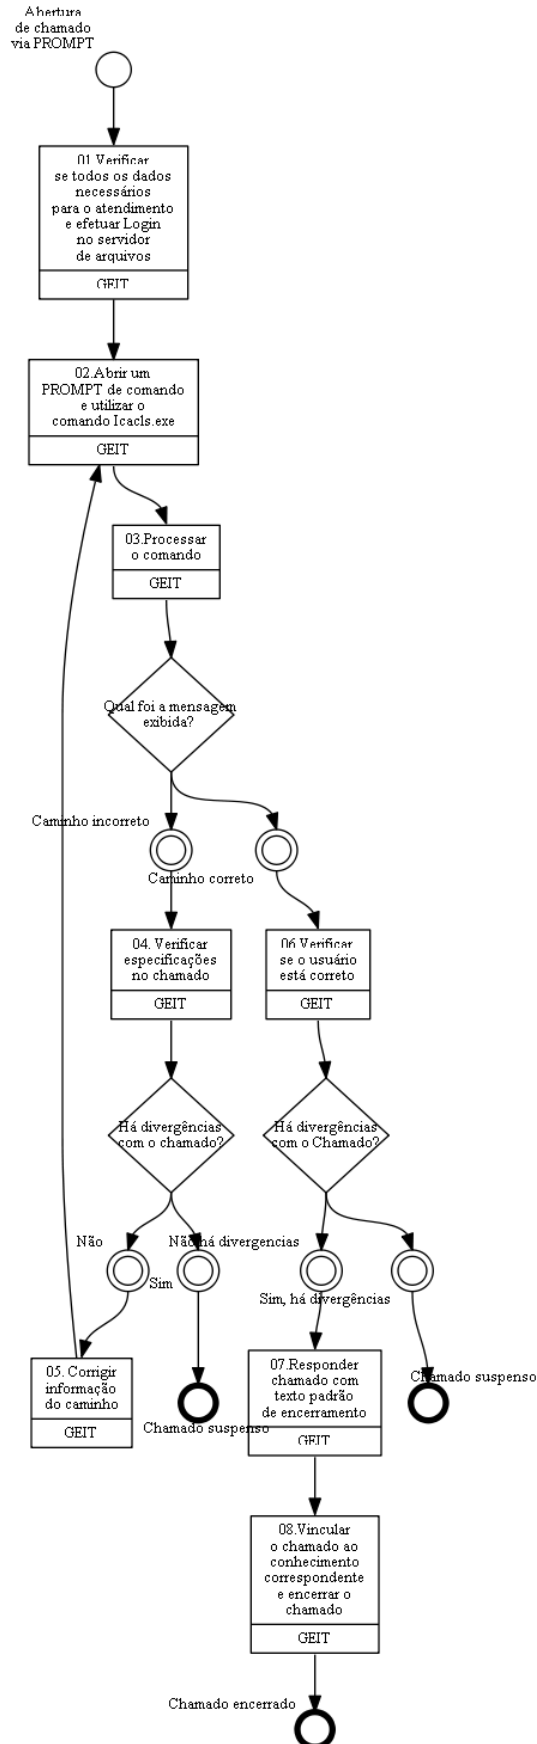 Abertura
de chamado
via PROMPT
01.Verificar
se todos os dados
necessários
para o atendimento
e efetuar Login
no servidor
de arquivos
GEIT
02.Abrir um
PROMPT de comando
e utilizar o
comando Icacls.exe
GEIT
03.Processar
o comando
GEIT
Qual foi a mensagem
exibida?
Caminho incorreto
Caminho correto
04. Verificar
especificações
no chamado
GEIT
06.Verificar
se o usuário
está correto
GEIT
Há divergências
com o chamado?
Há divergências
com o Chamado?
Não
Sim
Não há divergencias
Sim, há divergências
05. Corrigir
informação
do caminho
GEIT
Chamado suspenso
07.Responder
chamado com
texto padrão
de encerramento
GEIT
Chamado suspenso
08.Vincular
o chamado ao
conhecimento
correspondente
e encerrar o
chamado
GEIT
Chamado encerrado